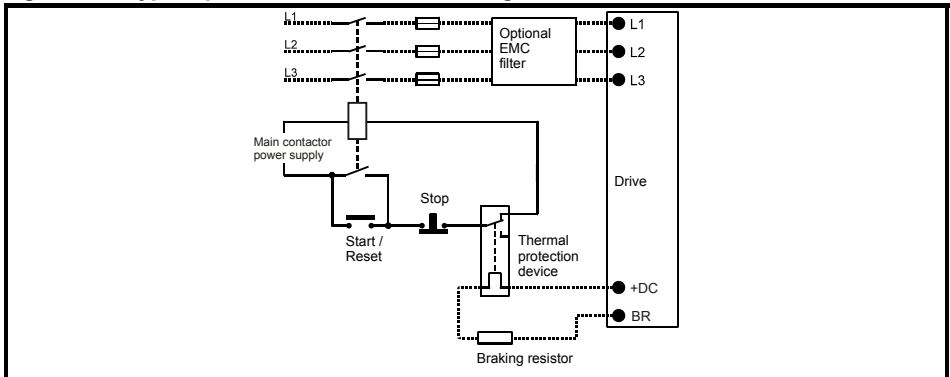 L1
Optional
EMC
filter
L1
L2
L2
L3
L3
Main contactor
power supply
Drive
Stop
Start /
Reset
Thermal
protection
device
+DC
BR
Braking resistor